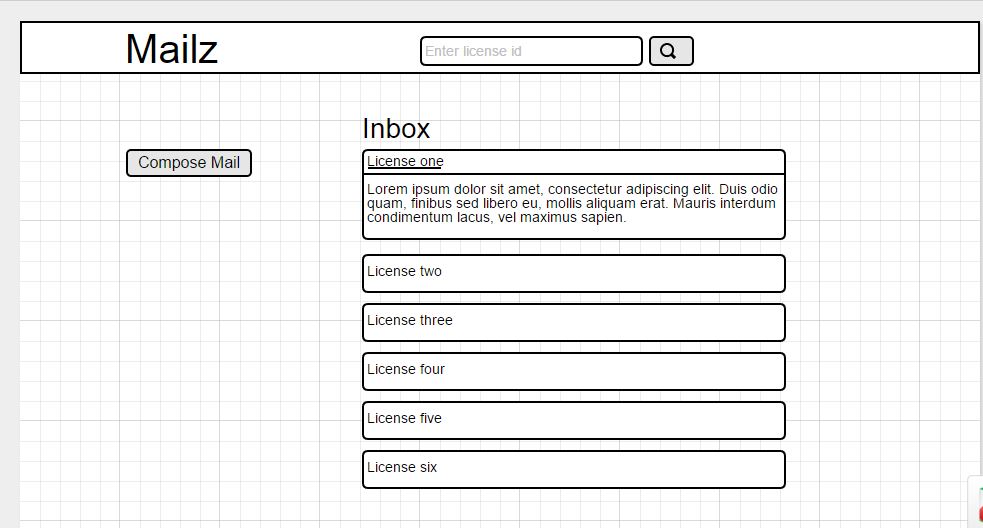 Mailz
Enter license id
Inbox
Compose Mail
License one
Lorem ipsum dolor sit amet, consectetur adipiscing elit. Duis odio
quam, finibus sed libero eu, mollis aliquam erat. Mauris interdum
condimentum lacus, vel maximus sapien.
License two
License three
License four
License five
License six